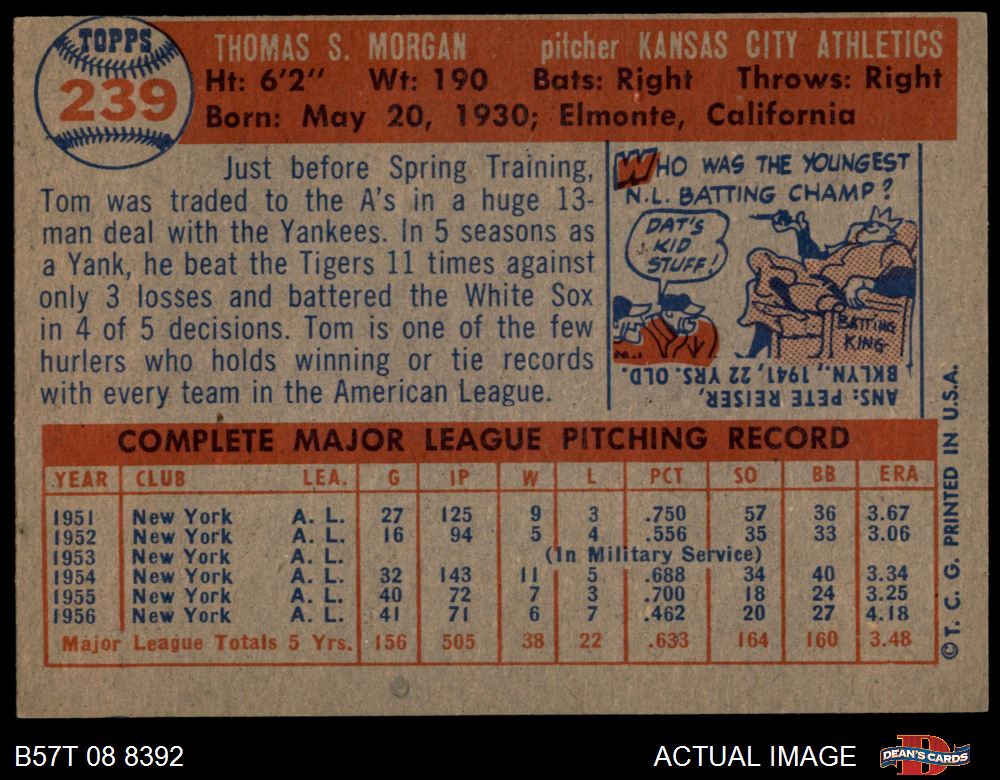 TOPPS
239
THOMAS S. MORGAN pitcher KANSAS CITY ATHLETICS
Ht: 6'2" Wt: 190 Bats: Right Throws: Right
Born: May 20, 1930; Elmonte, California
Just before Spring Training,
Tom was traded to the A's in a huge 13-
man deal with the Yankees. In 5 seasons as
a Yank, he beat the Tigers 11 times against
only 3 losses and battered the White Sox
in 4 of 5 decisions. Tom is one of the few
hurlers who holds winning or tie records
with every team in the American League.
WHO WAS THE YOUNGEST
N.L. BATTING CHAMP?
DAT'S
KID
STUFF!
BATTING
KING
ANS: PETE REISER,
BKLYN., 1941, 22 YRS. OLD.
COMPLETE MAJOR LEAGUE PITCHING RECORD
YEAR CLUB LEA. G IP W L PCT SO BB ERA
1951 New York A. L. 27 125 9 3 .750 57 36 3.67
1952 New York A. L. 16 94 5 4 .556 35 33 3.06
1953 New York A. L. (In Military Service)
1954 New York A. L. 32 143 11 5 .688 34 40 3.34
1955 New York A. L. 40 72 7 3 .700 18 24 3.25
1956 New York A. L. 41 71 6 7 .462 20 27 4.18
Major League Totals 5 Yrs. 156 505 38 22 .633 164 160 3.48
©T. C. G. PRINTED IN U.S.A.
B57T 08 8392
ACTUAL IMAGE
DEAN'S CARDS